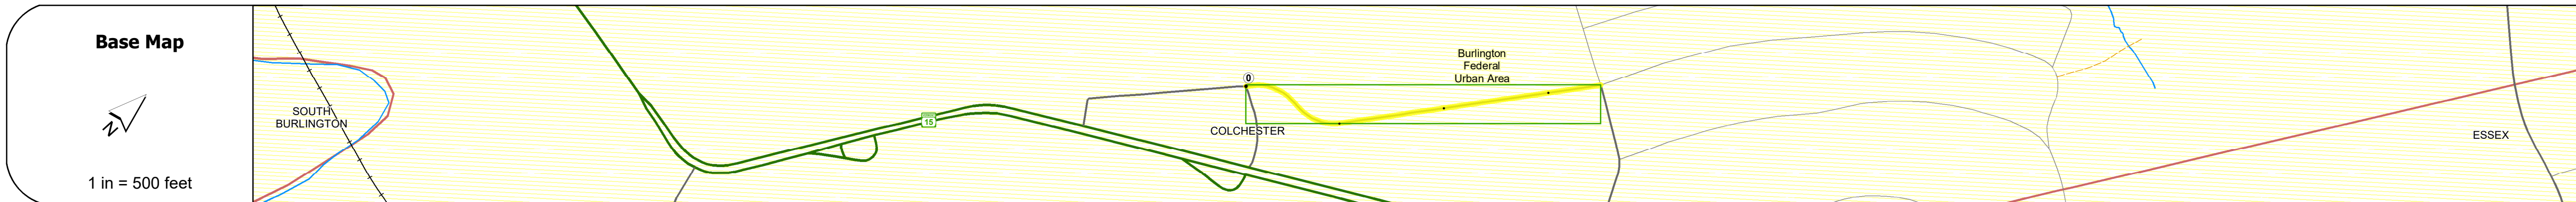 Base Map
N
1 in = 500 feet
SOUTH
BURLINGTON
15
0
COLCHESTER
Burlington
Federal
Urban Area
ESSEX